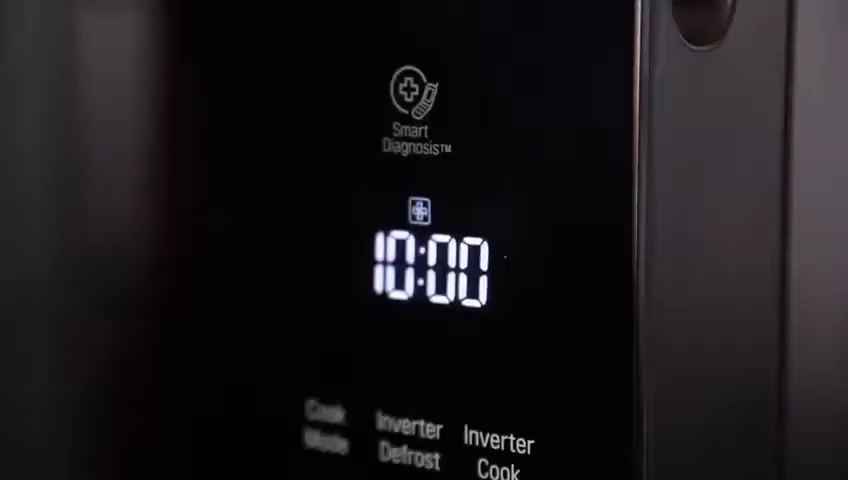 Smart
Diagnosis™
10:00
Cook Inverter Inverter
Mode Defrost Cook